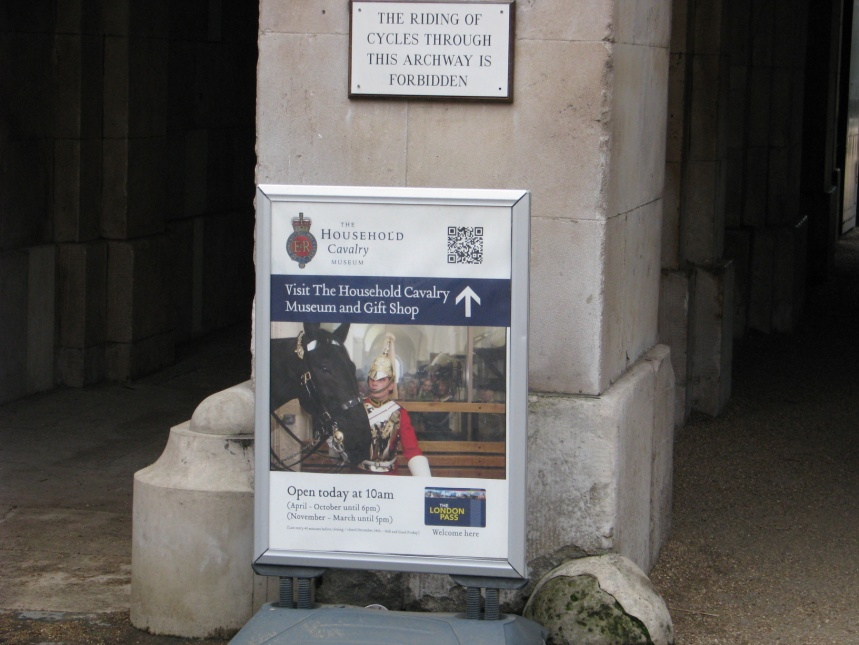 THE RIDING OF
CYCLES THROUGH
THIS ARCHWAY IS
FORBIDDEN
THE
HOUSEHOLD
Cavalry
MUSEUM
E R
Visit The Household Cavalry
Museum and Gift Shop
Open today at 10am
(April - October until 6pm)
(November - March until 5pm)
THE
LONDON
PASS
Welcome here